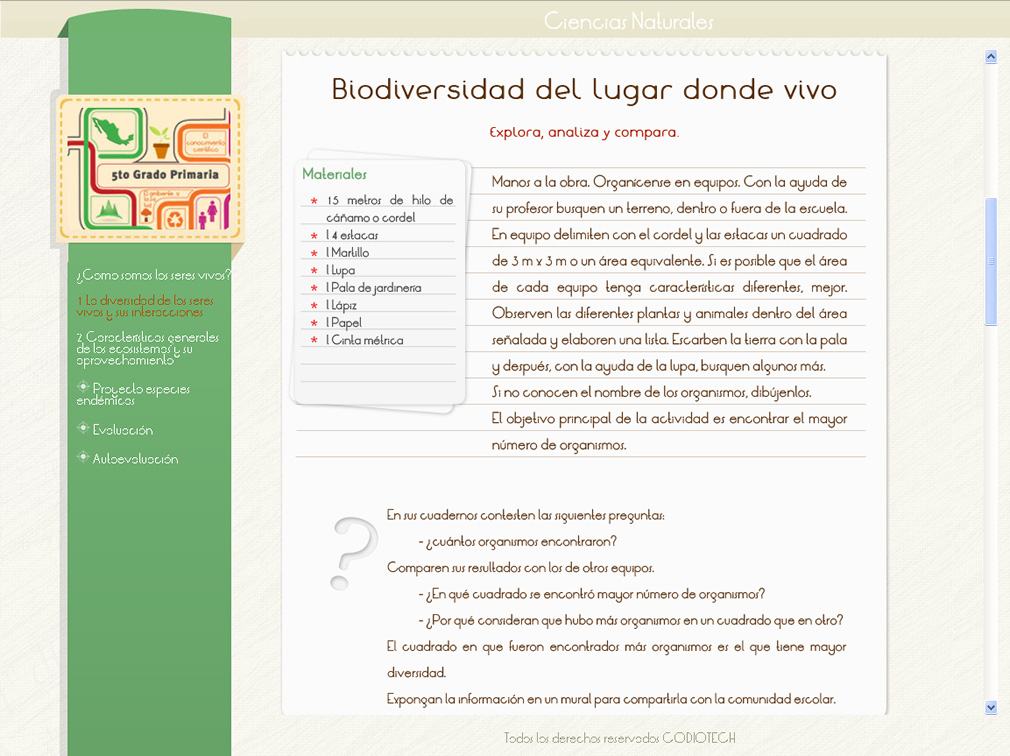 Ciencias Naturales
El conocimiento científico
5to Grado Primaria
¿Como somos los seres vivos?
1 La diversidad de los seres
vivos y sus interacciones
2 Características generales
de los ecosistemas y su
aprovechamiento
Proyecto especies
endémicas
Evaluación
Autoevaluación
Biodiversidad del lugar donde vivo
Explora, analiza y compara.
Materiales
* 15 metros de hilo de
cáñamo o cordel
* 14 estacas
* 1 Martillo
* 1 Lupa
* 1 Pala de jardinería
* 1 Lápiz
* 1 Papel
* 1 Cinta métrica
Manos a la obra. Organícense en equipos. Con la ayuda de
su profesor busquen un terreno, dentro o fuera de la escuela.
En equipo delimiten con el cordel y las estacas un cuadrado
de 3 m x 3 m o un área equivalente. Si es posible que el área
de cada equipo tenga características diferentes, mejor.
Observen las diferentes plantas y animales dentro del área
señalada y elaboren una lista. Escarben la tierra con la pala
y después, con la ayuda de la lupa, busquen algunos más.
Si no conocen el nombre de los organismos, dibújenlos.
El objetivo principal de la actividad es encontrar el mayor
número de organismos.
?
En sus cuadernos contesten las siguientes preguntas:
- ¿cuántos organismos encontraron?
Comparen sus resultados con los de otros equipos.
- ¿En qué cuadrado se encontró mayor número de organismos?
- ¿Por qué consideran que hubo más organismos en un cuadrado que en otro?
El cuadrado en que fueron encontrados más organismos es el que tiene mayor
diversidad.
Expongan la información en un mural para compartirla con la comunidad escolar.
Todos los derechos reservados CODIOTECH